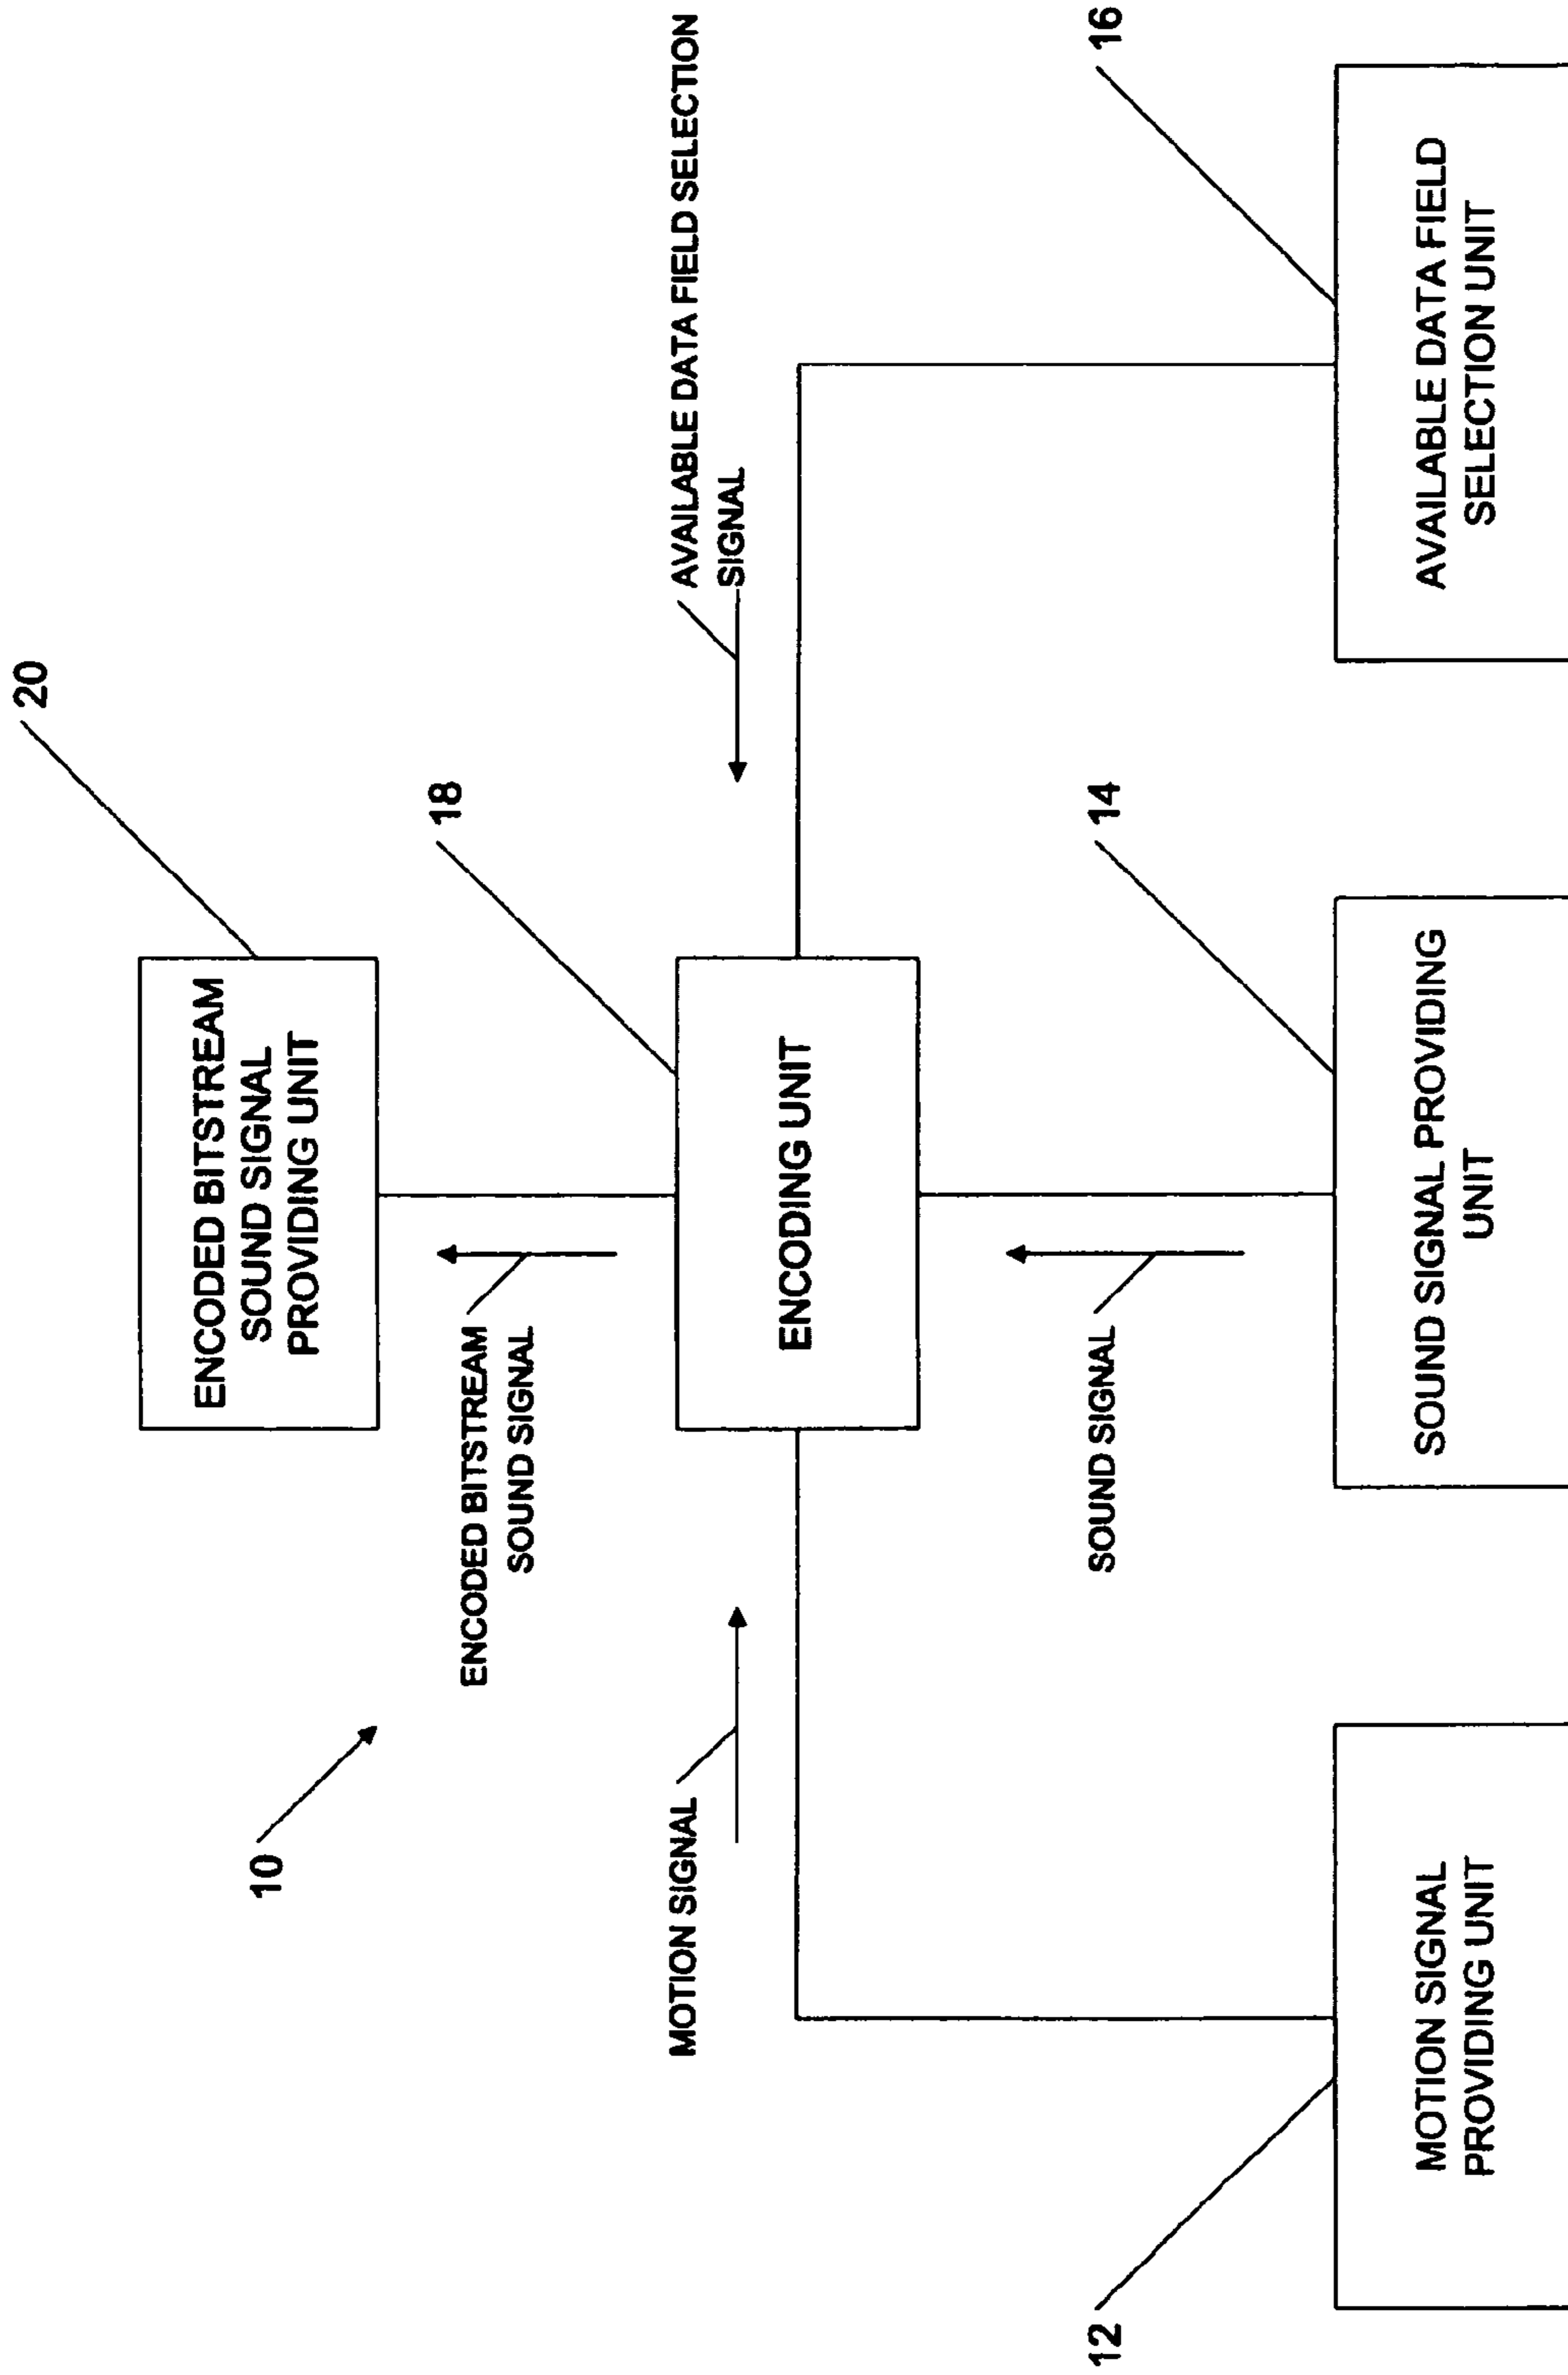 20
ENCODED BITSTREAM
SOUND SIGNAL
PROVIDING UNIT
10
18
ENCODED BITSTREAM
SOUND SIGNAL
MOTION SIGNAL
AVAILABLE DATA FIELD SELECTION
SIGNAL
ENCODING UNIT
SOUND SIGNAL
12
14
16
MOTION SIGNAL
PROVIDING UNIT
SOUND SIGNAL PROVIDING
UNIT
AVAILABLE DATA FIELD
SELECTION UNIT